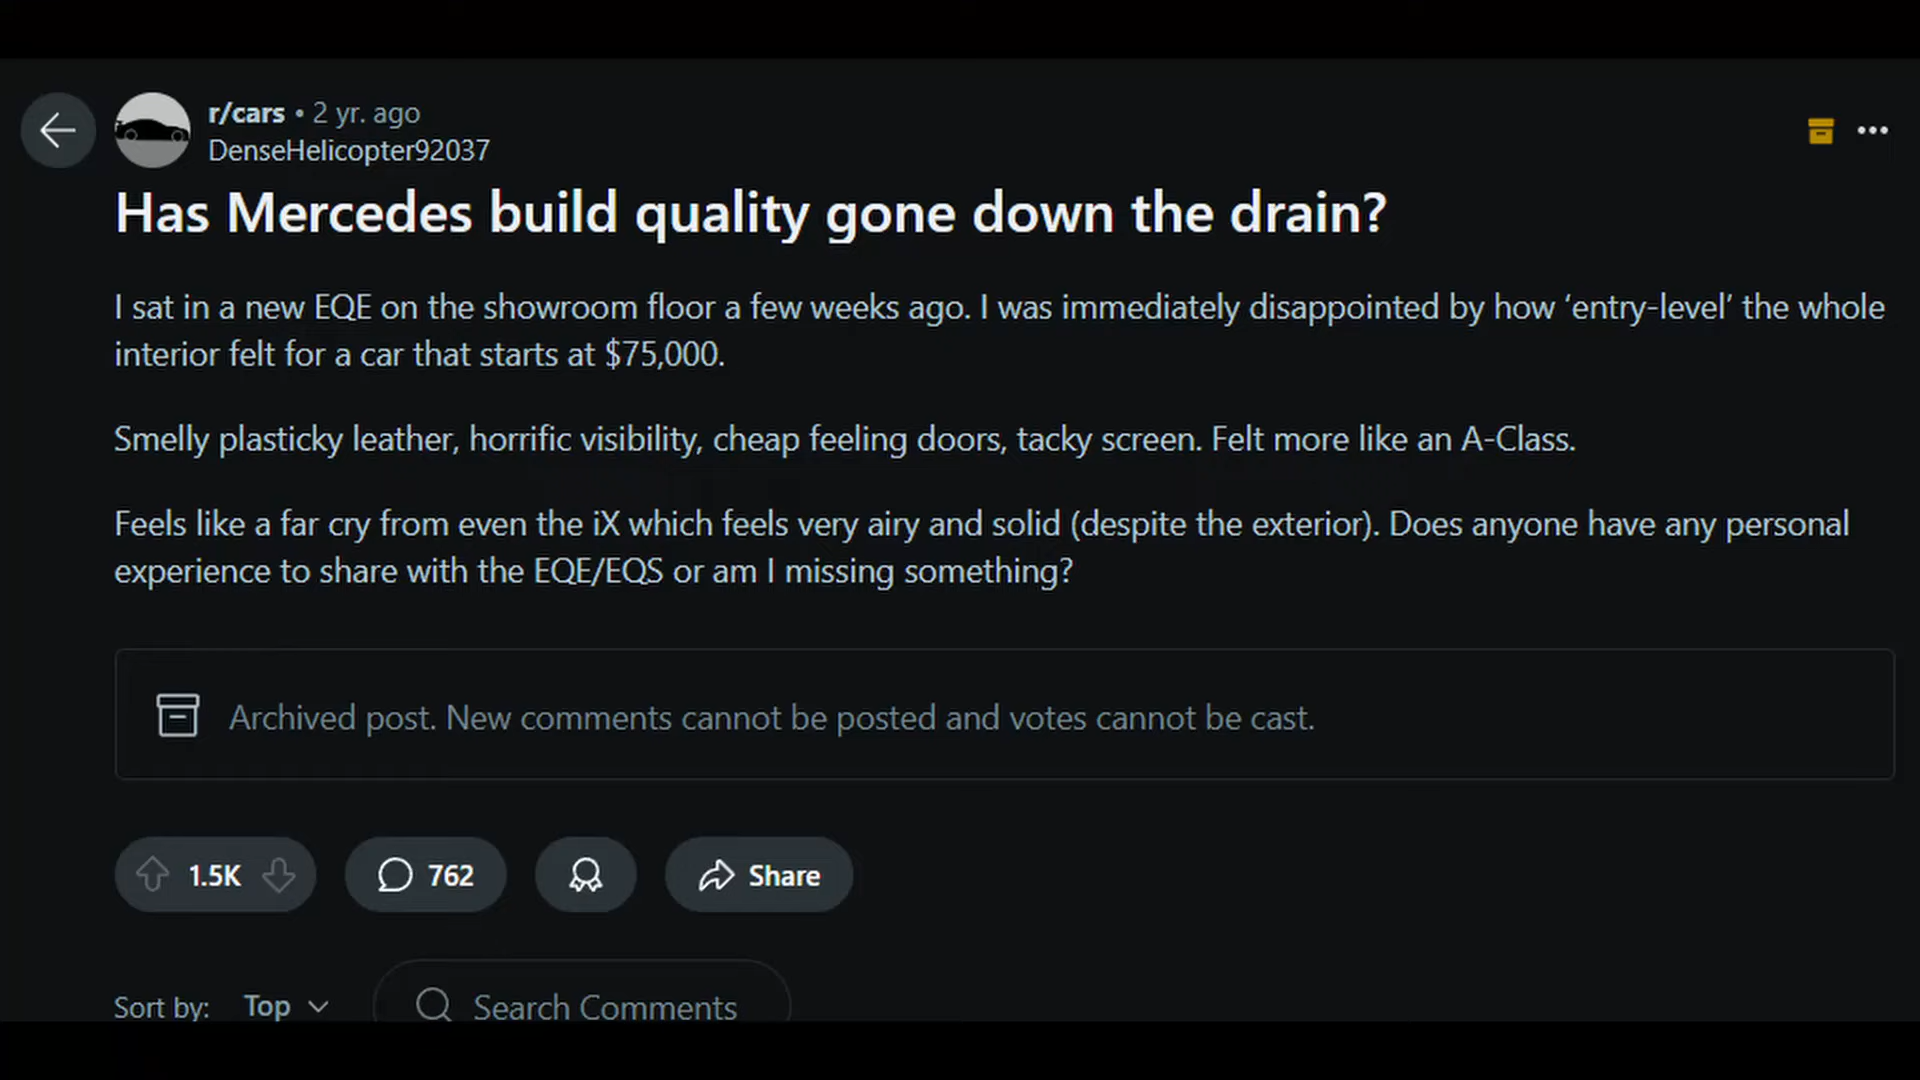 r/cars • 2 yr. ago
DenseHelicopter92037
Has Mercedes build quality gone down the drain?
I sat in a new EQE on the showroom floor a few weeks ago. I was immediately disappointed by how ‘entry-level’ the whole
interior felt for a car that starts at $75,000.
Smelly plasticky leather, horrific visibility, cheap feeling doors, tacky screen. Felt more like an A-Class.
Feels like a far cry from even the iX which feels very airy and solid (despite the exterior). Does anyone have any personal
experience to share with the EQE/EQS or am I missing something?
Archived post. New comments cannot be posted and votes cannot be cast.
1.5K 762 Share
Sort by: Top Search Comments